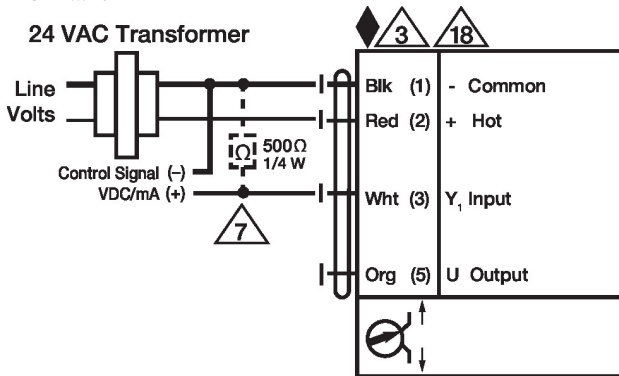 24 VAC Transformer
3
18
Line
Volts
Blk (1) - Common
Red (2) + Hot
Ω
500Ω
1/4 W
Control Signal (–)
VDC/mA (+)
Wht (3) Y₁ Input
7
Org (5) U Output